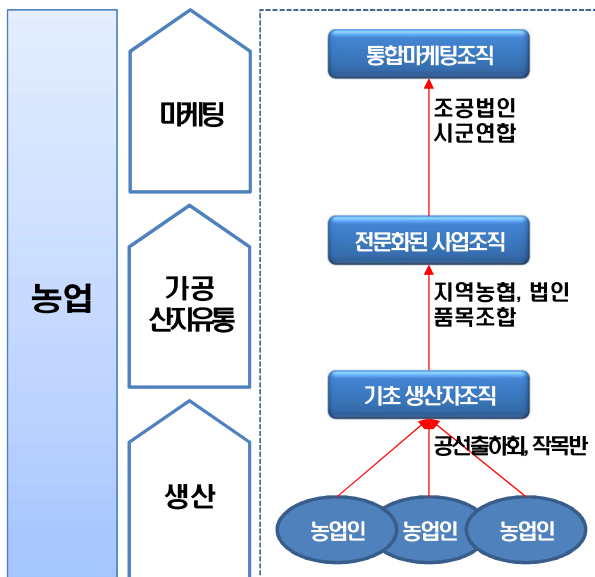 농업
마케팅
가공
산지유통
생산
통합마케팅조직
조공법인
시군연합
전문화된 사업조직
지역농협, 법인
품목조합
기초 생산자조직
공선출하회, 작목반
농업인
농업인
농업인